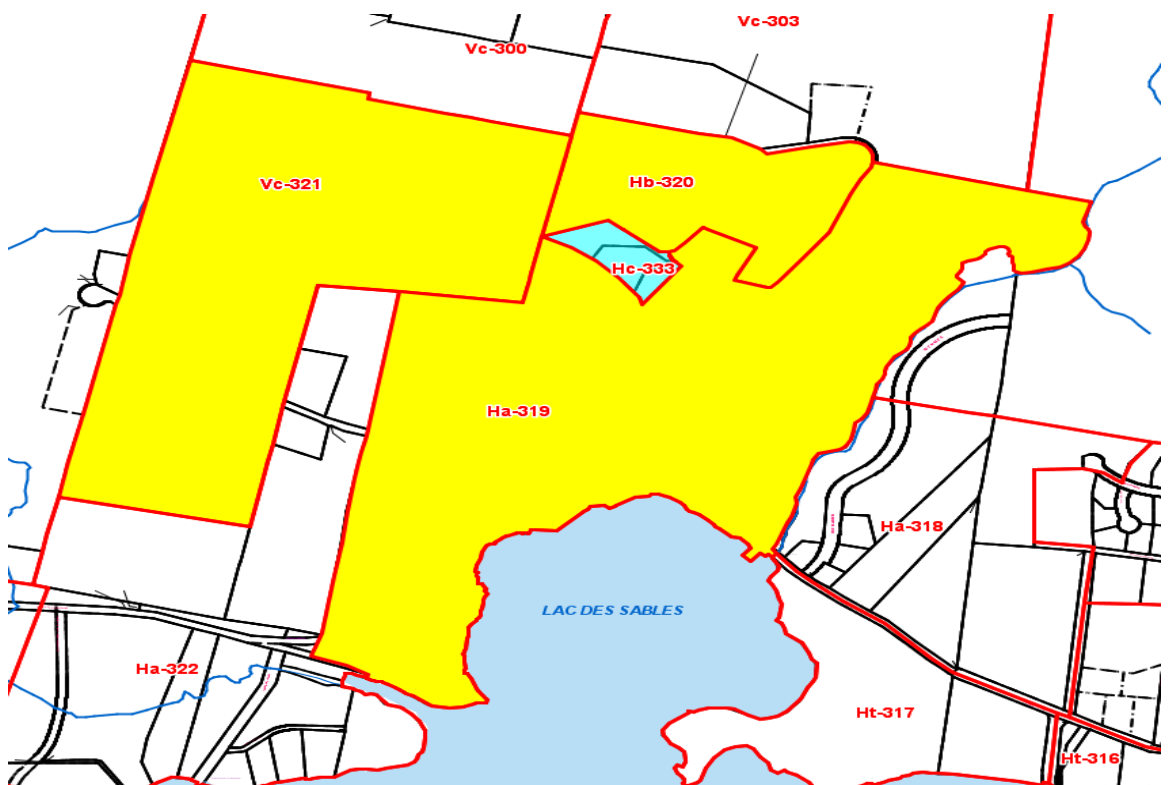 Vc-303
Vc-300
Vc-321
Hb-320
Hc-333
Ha-319
Ha-318
LAC DES SABLES
Ha-322
Ht-317
Ht-316